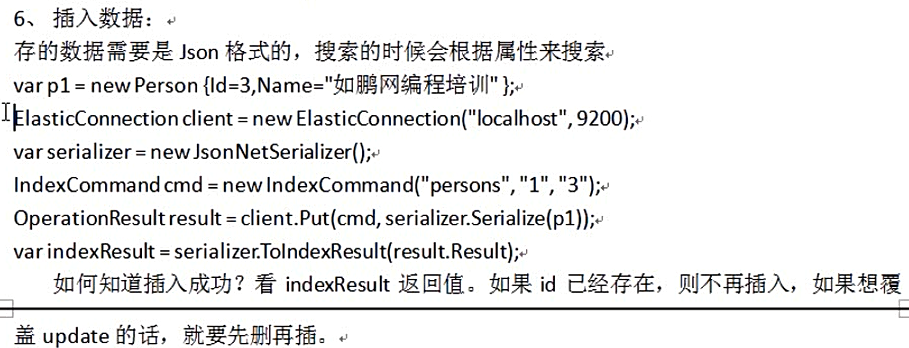 6、 插入数据：
存的数据需要是 Json 格式的，搜索的时候会根据属性来搜索
var p1 = new Person {Id=3,Name="如鹏网编程培训" };
ElasticConnection client = new ElasticConnection("localhost", 9200);
var serializer = new JsonNetSerializer();
IndexCommand cmd = new IndexCommand("persons", "1", "3");
OperationResult result = client.Put(cmd, serializer.Serialize(p1));
var indexResult = serializer.ToIndexResult(result.Result);
如何知道插入成功？看 indexResult 返回值。如果 id 已经存在，则不再插入，如果想覆
盖 update 的话，就要先删再插。